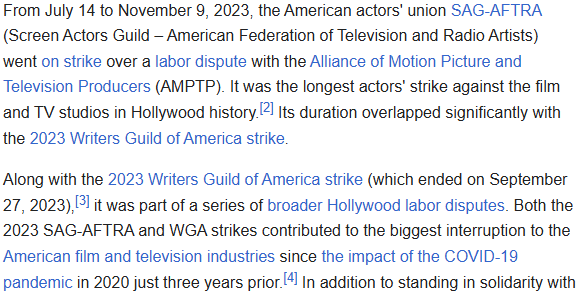 From July 14 to November 9, 2023, the American actors' union SAG-AFTRA
(Screen Actors Guild – American Federation of Television and Radio Artists)
went on strike over a labor dispute with the Alliance of Motion Picture and
Television Producers (AMPTP). It was the longest actors' strike against the film
and TV studios in Hollywood history.[2] Its duration overlapped significantly with
the 2023 Writers Guild of America strike.
Along with the 2023 Writers Guild of America strike (which ended on September
27, 2023),[3] it was part of a series of broader Hollywood labor disputes. Both the
2023 SAG-AFTRA and WGA strikes contributed to the biggest interruption to the
American film and television industries since the impact of the COVID-19
pandemic in 2020 just three years prior.[4] In addition to standing in solidarity with